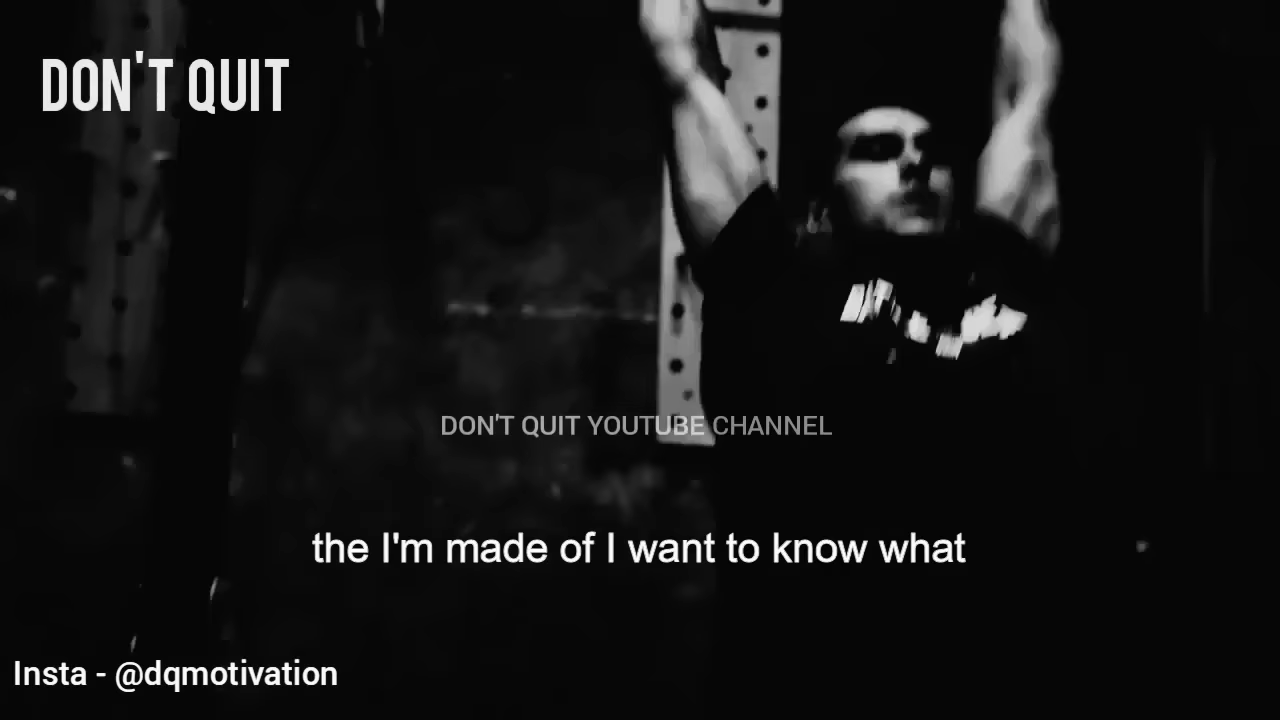 DON'T QUIT
DON'T QUIT YOUTUBE CHANNEL
the I'm made of I want to know what
Insta - @dqmotivation